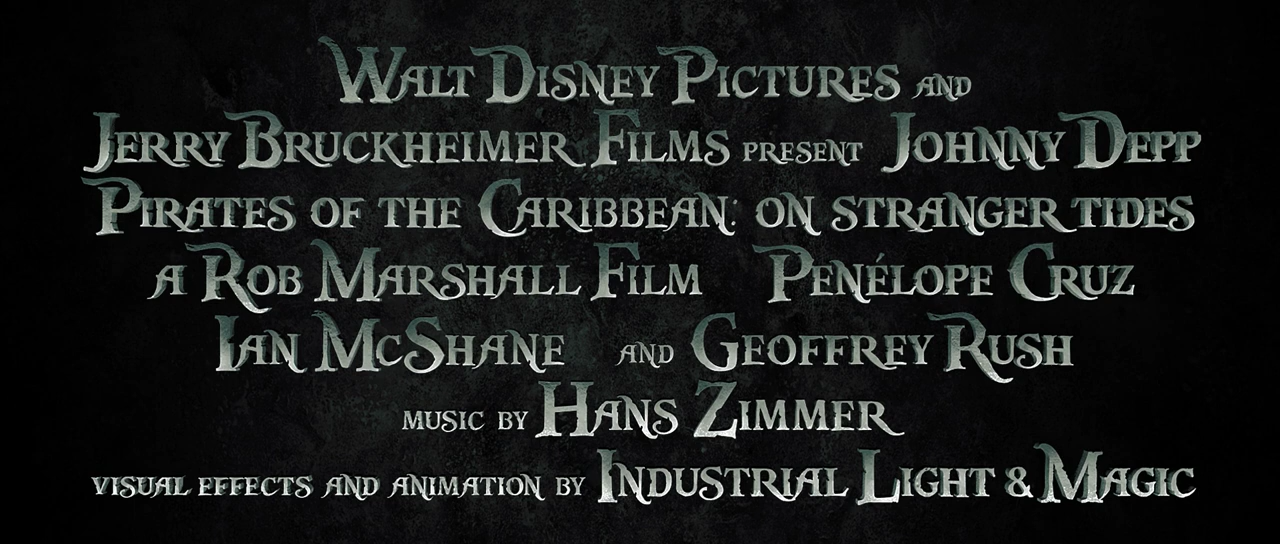 Walt Disney Pictures and
Jerry Bruckheimer Films present Johnny Depp
Pirates of the Caribbean: on stranger tides
a Rob Marshall Film Penélope Cruz
Ian McShane and Geoffrey Rush
music by Hans Zimmer
visual effects and animation by Industrial Light & Magic